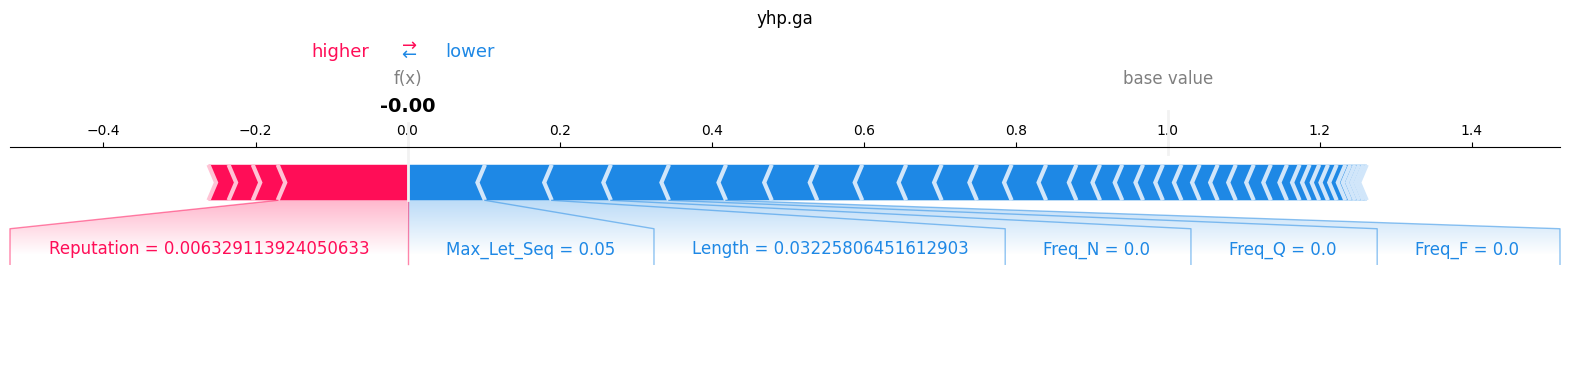 yhp.ga
higher ⇄ lower
f(x) base value
-0.00
−0.4 −0.2 0.0 0.2 0.4 0.6 0.8 1.0 1.2 1.4
Reputation = 0.006329113924050633 Max_Let_Seq = 0.05 Length = 0.03225806451612903 Freq_N = 0.0 Freq_Q = 0.0 Freq_F = 0.0